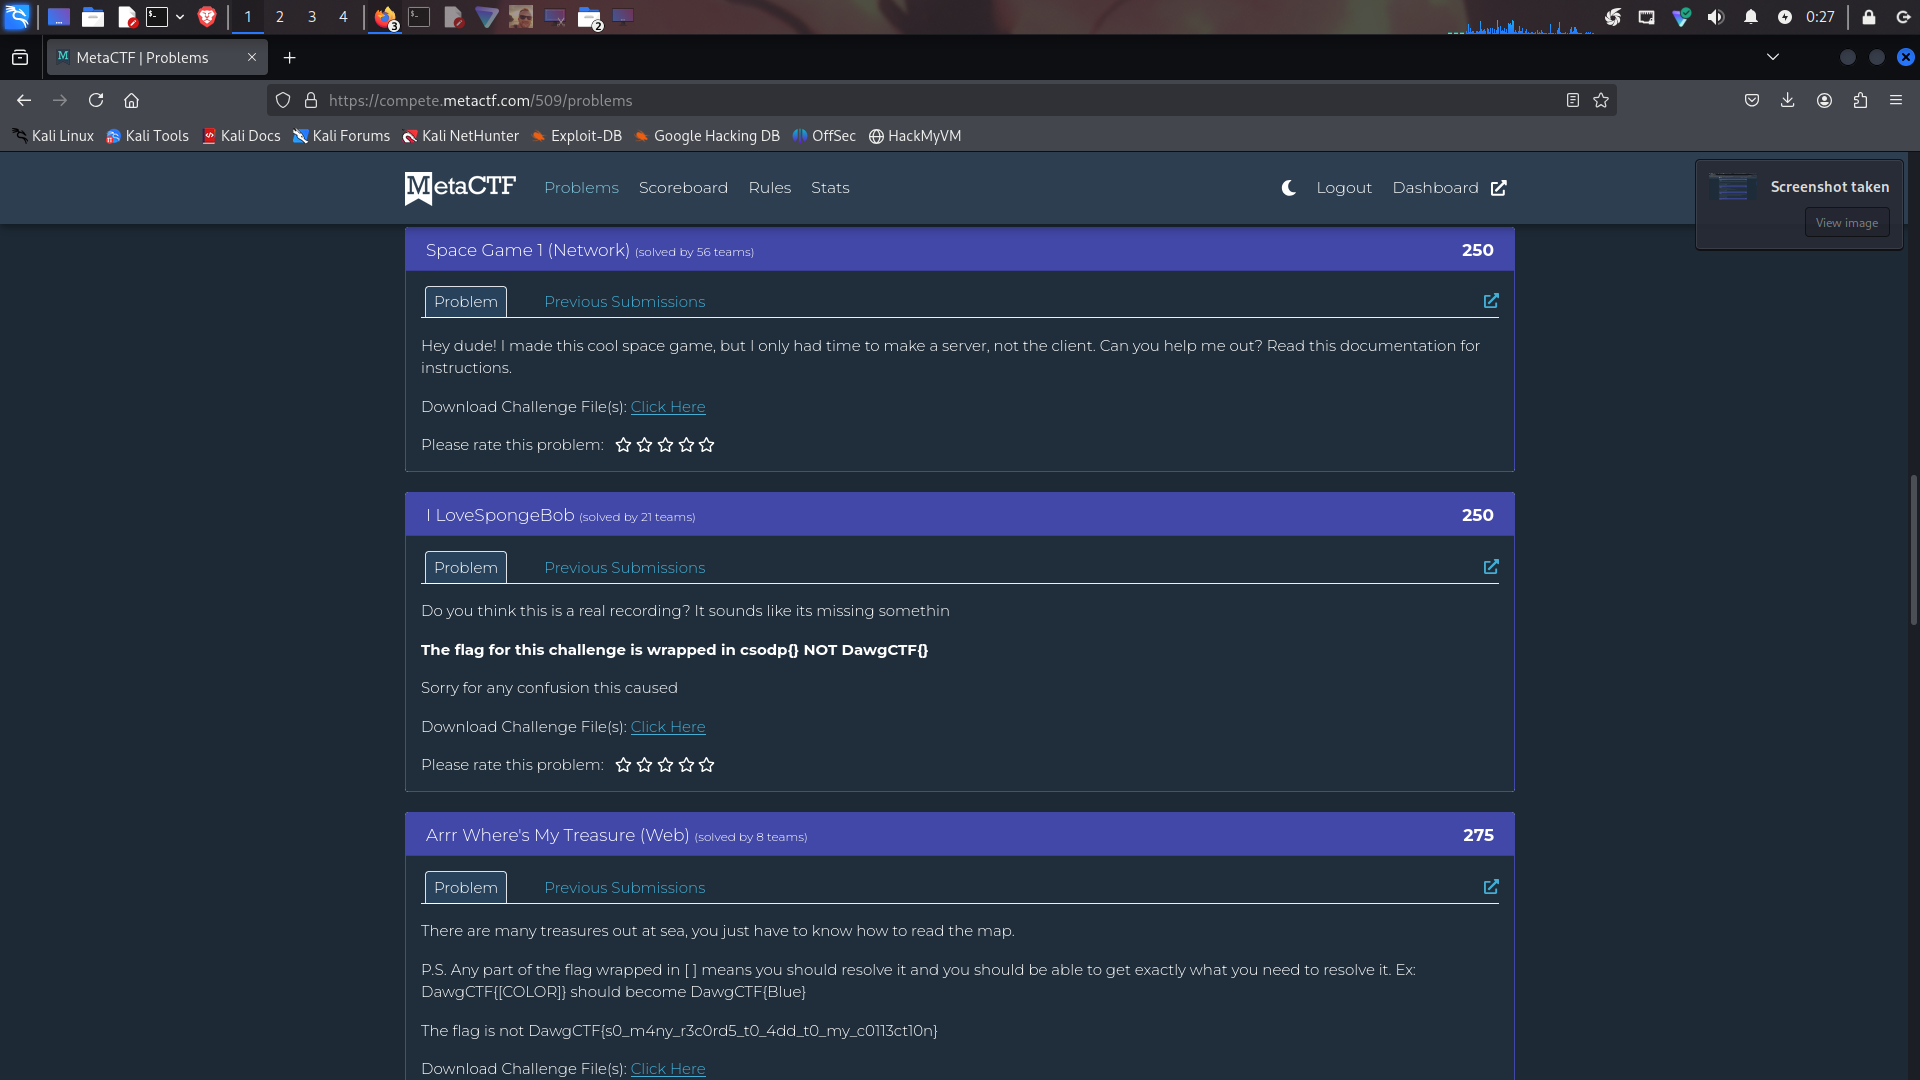 1
2
3
4
3
2
0:27
MetaCTF | Problems
https://compete.metactf.com/509/problems
Kali Linux
Kali Tools
Kali Docs
Kali Forums
Kali NetHunter
Exploit-DB
Google Hacking DB
OffSec
HackMyVM
MetaCTF
Problems
Scoreboard
Rules
Stats
Logout
Dashboard
Screenshot taken
View image
Space Game 1 (Network) (solved by 56 teams) 250
Problem
Previous Submissions
Hey dude! I made this cool space game, but I only had time to make a server, not the client. Can you help me out? Read this documentation for
instructions.
Download Challenge File(s): Click Here
Please rate this problem:
I LoveSpongeBob (solved by 21 teams) 250
Problem
Previous Submissions
Do you think this is a real recording? It sounds like its missing somethin
The flag for this challenge is wrapped in csodp{} NOT DawgCTF{}
Sorry for any confusion this caused
Download Challenge File(s): Click Here
Please rate this problem:
Arrr Where's My Treasure (Web) (solved by 8 teams) 275
Problem
Previous Submissions
There are many treasures out at sea, you just have to know how to read the map.
P.S. Any part of the flag wrapped in [ ] means you should resolve it and you should be able to get exactly what you need to resolve it. Ex:
DawgCTF{[COLOR]} should become DawgCTF{Blue}
The flag is not DawgCTF{s0_m4ny_r3c0rd5_t0_4dd_t0_my_c0113ct10n}
Download Challenge File(s): Click Here